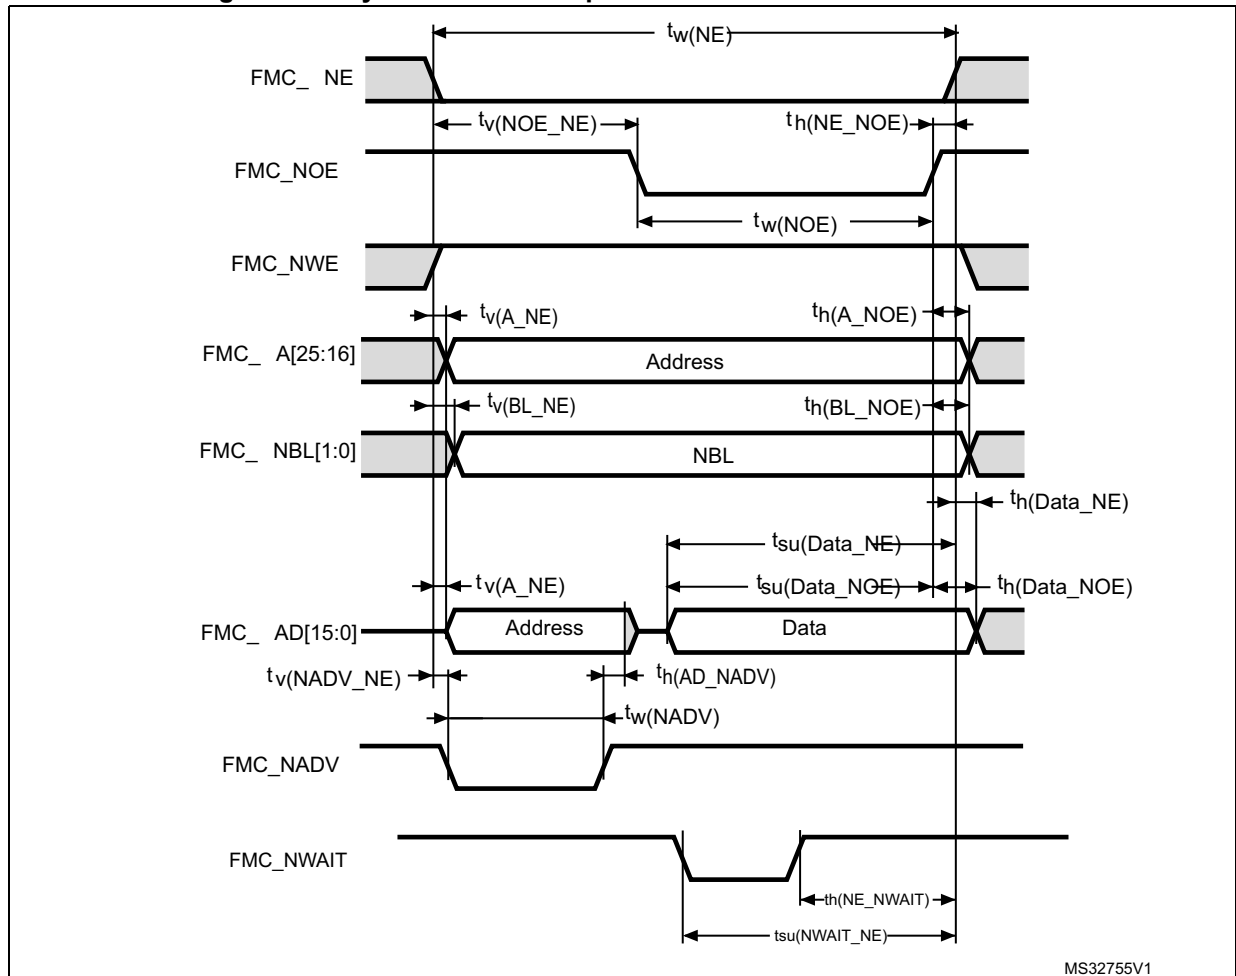 tw(NE)
FMC_ NE
tv(NOE_NE)
th(NE_NOE)
FMC_NOE
tw(NOE)
FMC_NWE
tv(A_NE)
th(A_NOE)
FMC_ A[25:16]
Address
tv(BL_NE)
th(BL_NOE)
FMC_ NBL[1:0]
NBL
th(Data_NE)
tsu(Data_NE)
tv(A_NE)
tsu(Data_NOE)
th(Data_NOE)
FMC_ AD[15:0]
Address
Data
tv(NADV_NE)
th(AD_NADV)
tw(NADV)
FMC_NADV
FMC_NWAIT
th(NE_NWAIT)
tsu(NWAIT_NE)
MS32755V1